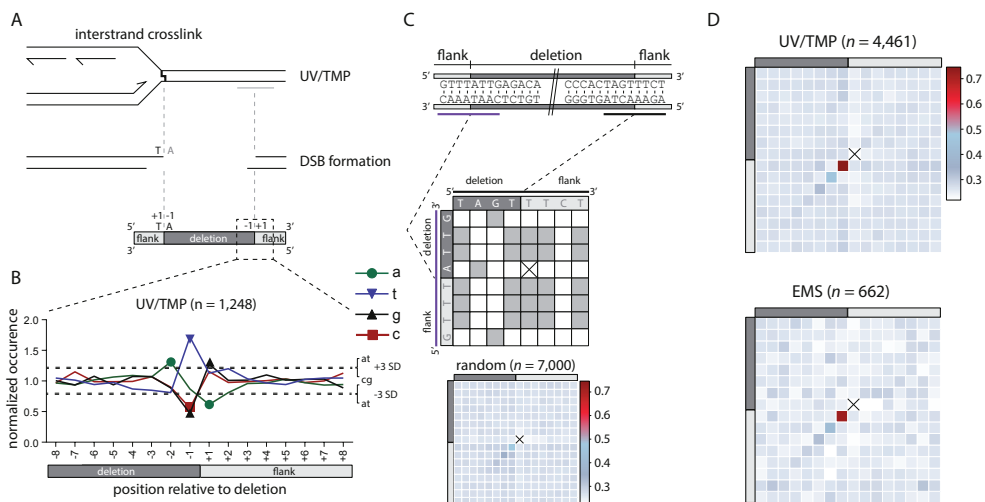 A
interstrand crosslink
UV/TMP
T A
DSB formation
+1 -1
-1 +1
5’ T A 3’
flank deletion flank
3’ 5’
B
UV/TMP (n = 1,248)
a
t
g
c
normalized occurence
2.0
1.5
1.0
0.5
0.0
at
+3 SD
cg
-3 SD
at
-8 -7 -6 -5 -4 -3 -2 -1 +1 +2 +3 +4 +5 +6 +7 +8
deletion flank
position relative to deletion
C
flank deletion flank
5’ 3’
GTTTATTGAGACA CCCACTAGTTTCT
CAAATAACTCTGT GGGTGATCAAAGA
3’ 5’
deletion flank
5’ 3’
T A G T T T C T
3’
deletion
G T T A
flank
T T T G
5’
random (n = 7,000)
0.7
0.6
0.5
0.4
0.3
D
UV/TMP (n = 4,461)
0.7
0.6
0.5
0.4
0.3
EMS (n = 662)